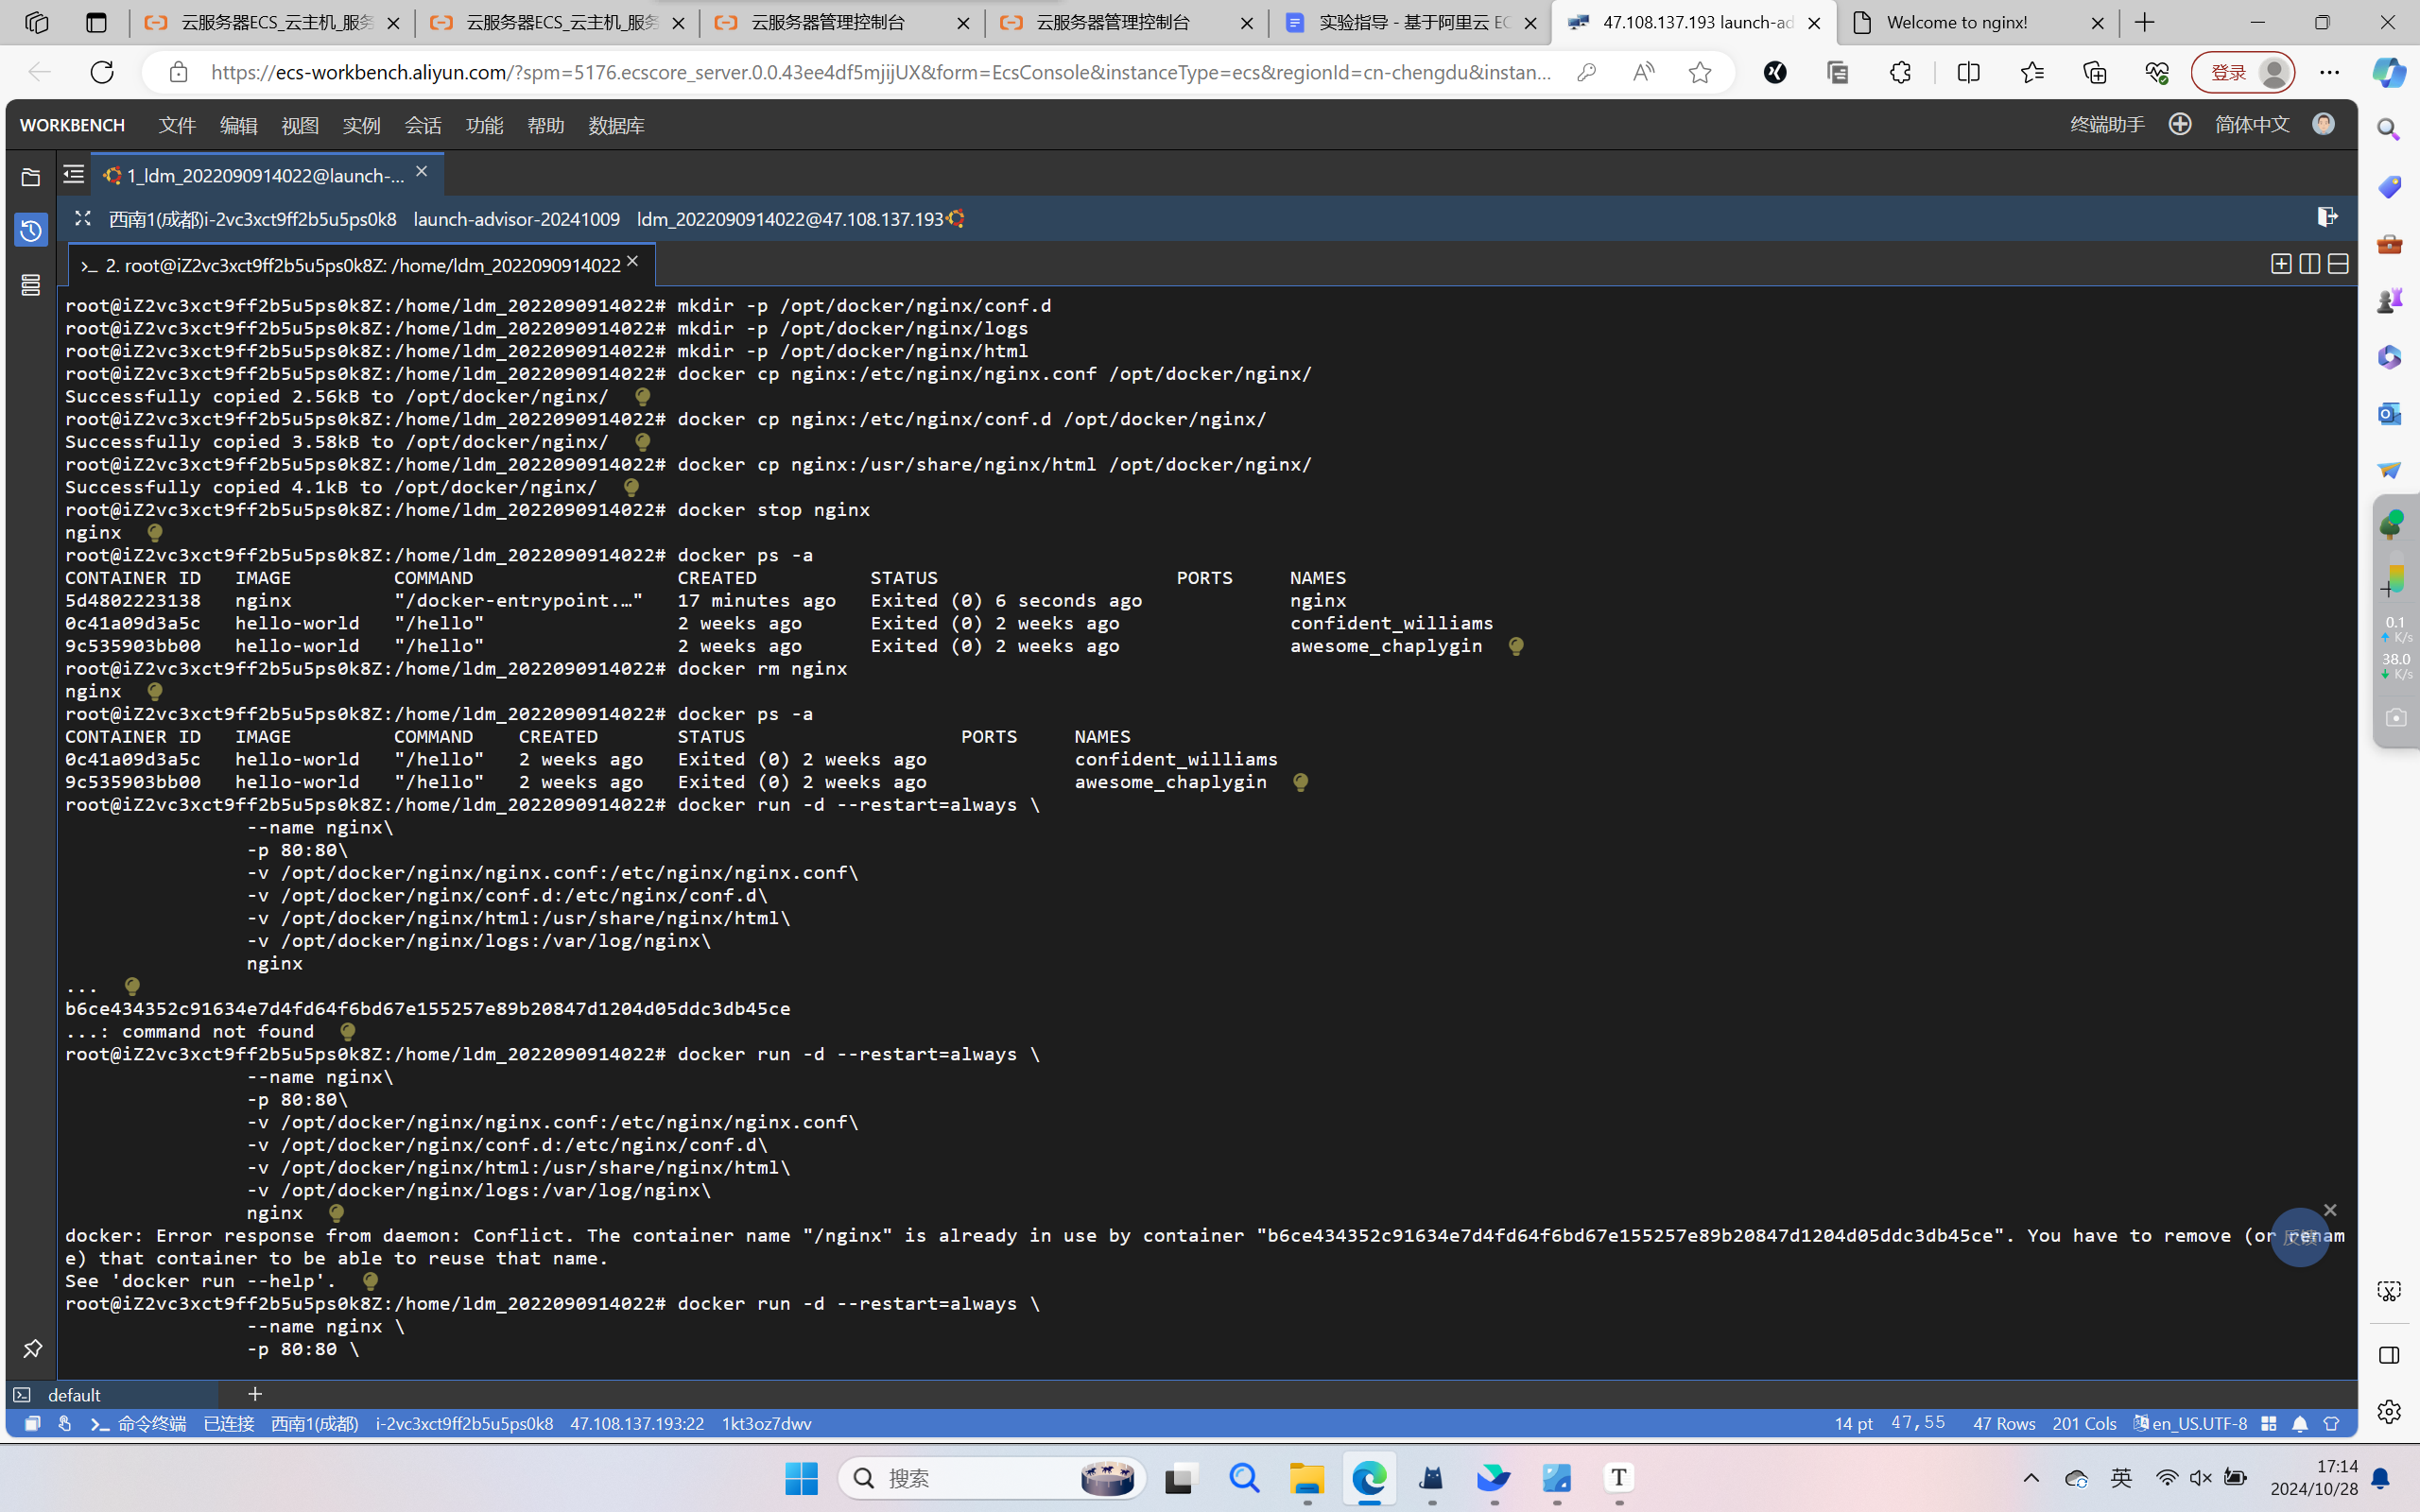 云服务器ECS_云主机_服务
云服务器ECS_云主机_服务
云服务器管理控制台
云服务器管理控制台
实验指导 - 基于阿里云 EC
47.108.137.193 launch-ad
Welcome to nginx!
https://ecs-workbench.aliyun.com/?spm=5176.ecscore_server.0.0.43ee4df5mjijUX&form=EcsConsole&instanceType=ecs&regionId=cn-chengdu&instan...
登录
WORKBENCH 文件 编辑 视图 实例 会话 功能 帮助 数据库
终端助手 简体中文
1_ldm_2022090914022@launch-...
西南1(成都)i-2vc3xct9ff2b5u5ps0k8 launch-advisor-20241009 ldm_2022090914022@47.108.137.193
2. root@iZ2vc3xct9ff2b5u5ps0k8Z: /home/ldm_2022090914022
root@iZ2vc3xct9ff2b5u5ps0k8Z:/home/ldm_2022090914022# mkdir -p /opt/docker/nginx/conf.d
root@iZ2vc3xct9ff2b5u5ps0k8Z:/home/ldm_2022090914022# mkdir -p /opt/docker/nginx/logs
root@iZ2vc3xct9ff2b5u5ps0k8Z:/home/ldm_2022090914022# mkdir -p /opt/docker/nginx/html
root@iZ2vc3xct9ff2b5u5ps0k8Z:/home/ldm_2022090914022# docker cp nginx:/etc/nginx/nginx.conf /opt/docker/nginx/
Successfully copied 2.56kB to /opt/docker/nginx/
root@iZ2vc3xct9ff2b5u5ps0k8Z:/home/ldm_2022090914022# docker cp nginx:/etc/nginx/conf.d /opt/docker/nginx/
Successfully copied 3.58kB to /opt/docker/nginx/
root@iZ2vc3xct9ff2b5u5ps0k8Z:/home/ldm_2022090914022# docker cp nginx:/usr/share/nginx/html /opt/docker/nginx/
Successfully copied 4.1kB to /opt/docker/nginx/
root@iZ2vc3xct9ff2b5u5ps0k8Z:/home/ldm_2022090914022# docker stop nginx
nginx
root@iZ2vc3xct9ff2b5u5ps0k8Z:/home/ldm_2022090914022# docker ps -a
CONTAINER ID   IMAGE         COMMAND                  CREATED          STATUS                     PORTS     NAMES
5d4802223138   nginx         "/docker-entrypoint.…"   17 minutes ago   Exited (0) 6 seconds ago             nginx
0c41a09d3a5c   hello-world   "/hello"                 2 weeks ago      Exited (0) 2 weeks ago               confident_williams
9c535903bb00   hello-world   "/hello"                 2 weeks ago      Exited (0) 2 weeks ago               awesome_chaplygin
root@iZ2vc3xct9ff2b5u5ps0k8Z:/home/ldm_2022090914022# docker rm nginx
nginx
root@iZ2vc3xct9ff2b5u5ps0k8Z:/home/ldm_2022090914022# docker ps -a
CONTAINER ID   IMAGE         COMMAND    CREATED       STATUS                   PORTS     NAMES
0c41a09d3a5c   hello-world   "/hello"   2 weeks ago   Exited (0) 2 weeks ago             confident_williams
9c535903bb00   hello-world   "/hello"   2 weeks ago   Exited (0) 2 weeks ago             awesome_chaplygin
root@iZ2vc3xct9ff2b5u5ps0k8Z:/home/ldm_2022090914022# docker run -d --restart=always \
--name nginx\
-p 80:80\
-v /opt/docker/nginx/nginx.conf:/etc/nginx/nginx.conf\
-v /opt/docker/nginx/conf.d:/etc/nginx/conf.d\
-v /opt/docker/nginx/html:/usr/share/nginx/html\
-v /opt/docker/nginx/logs:/var/log/nginx\
nginx
...
b6ce434352c91634e7d4fd64f6bd67e155257e89b20847d1204d05ddc3db45ce
...: command not found
root@iZ2vc3xct9ff2b5u5ps0k8Z:/home/ldm_2022090914022# docker run -d --restart=always \
--name nginx\
-p 80:80\
-v /opt/docker/nginx/nginx.conf:/etc/nginx/nginx.conf\
-v /opt/docker/nginx/conf.d:/etc/nginx/conf.d\
-v /opt/docker/nginx/html:/usr/share/nginx/html\
-v /opt/docker/nginx/logs:/var/log/nginx\
nginx
docker: Error response from daemon: Conflict. The container name "/nginx" is already in use by container "b6ce434352c91634e7d4fd64f6bd67e155257e89b20847d1204d05ddc3db45ce". You have to remove (or renam
e) that container to be able to reuse that name.
See 'docker run --help'.
root@iZ2vc3xct9ff2b5u5ps0k8Z:/home/ldm_2022090914022# docker run -d --restart=always \
--name nginx \
-p 80:80 \
反馈
0.1
K/s
38.0
K/s
default
命令终端 已连接 西南1(成都) i-2vc3xct9ff2b5u5ps0k8 47.108.137.193:22 1kt3oz7dwv
14 pt 47,55 47 Rows 201 Cols en_US.UTF-8
搜索
英
17:14
2024/10/28